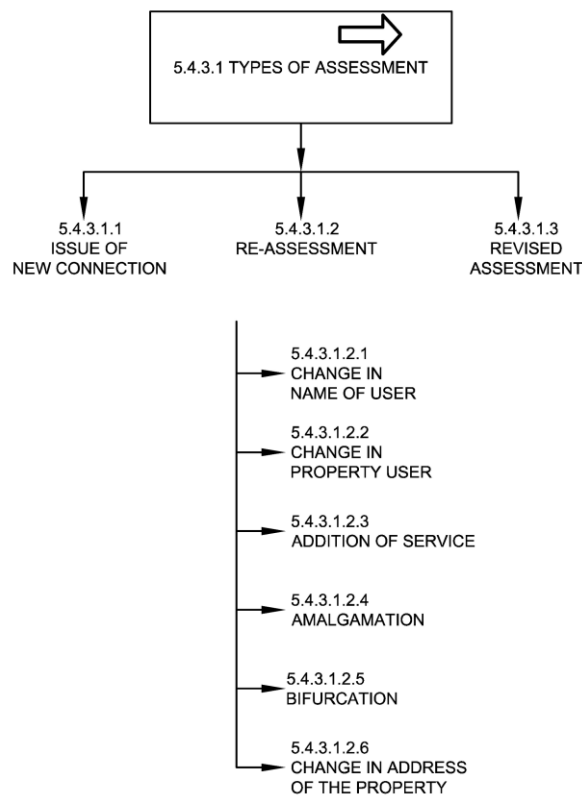 5.4.3.1 TYPES OF ASSESSMENT
5.4.3.1.1
ISSUE OF
NEW CONNECTION
5.4.3.1.2
RE-ASSESSMENT
5.4.3.1.3
REVISED
ASSESSMENT
5.4.3.1.2.1
CHANGE IN
NAME OF USER
5.4.3.1.2.2
CHANGE IN
PROPERTY USER
5.4.3.1.2.3
ADDITION OF SERVICE
5.4.3.1.2.4
AMALGAMATION
5.4.3.1.2.5
BIFURCATION
5.4.3.1.2.6
CHANGE IN ADDRESS
OF THE PROPERTY